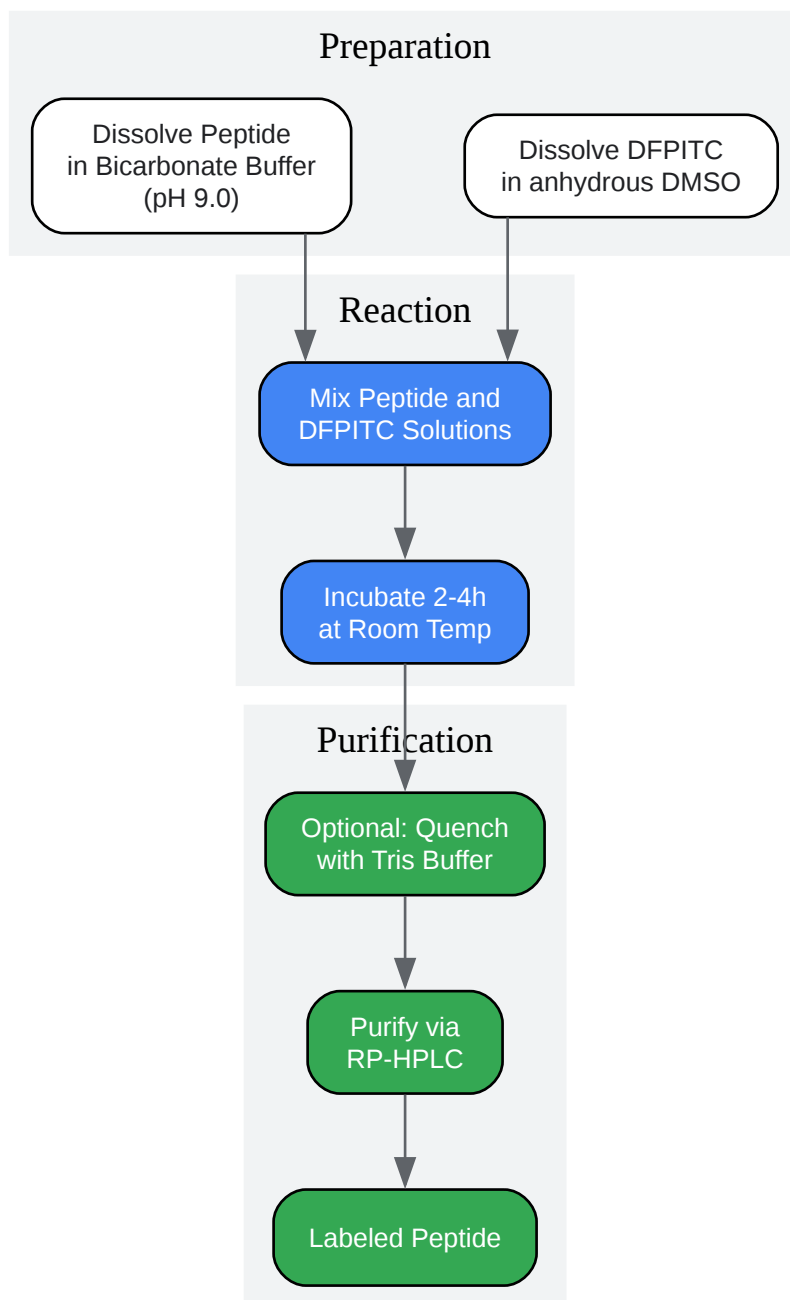 Preparation
Dissolve Peptide
in Bicarbonate Buffer
(pH 9.0)
Dissolve DFPITC
in anhydrous DMSO
Reaction
Mix Peptide and
DFPITC Solutions
Incubate 2-4h
at Room Temp
Purification
Optional: Quench
with Tris Buffer
Purify via
RP-HPLC
Labeled Peptide